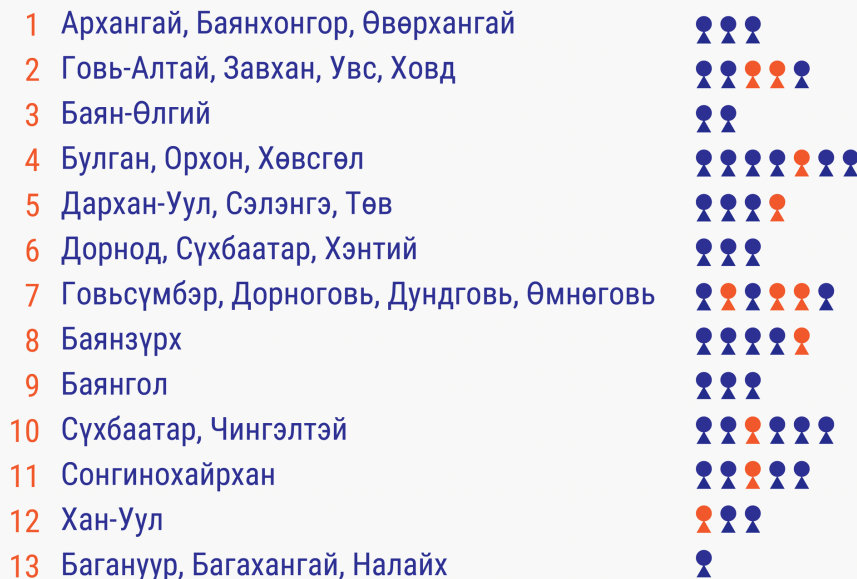 1 Архангай, Баянхонгор, Өвөрхангай
2 Говь-Алтай, Завхан, Увс, Ховд
3 Баян-Өлгий
4 Булган, Орхон, Хөвсгөл
5 Дархан-Уул, Сэлэнгэ, Төв
6 Дорнод, Сүхбаатар, Хэнтий
7 Говьсүмбэр, Дорноговь, Дундговь, Өмнөговь
8 Баянзүрх
9 Баянгол
10 Сүхбаатар, Чингэлтэй
11 Сонгинохайрхан
12 Хан-Уул
13 Багануур, Багахангай, Налайх